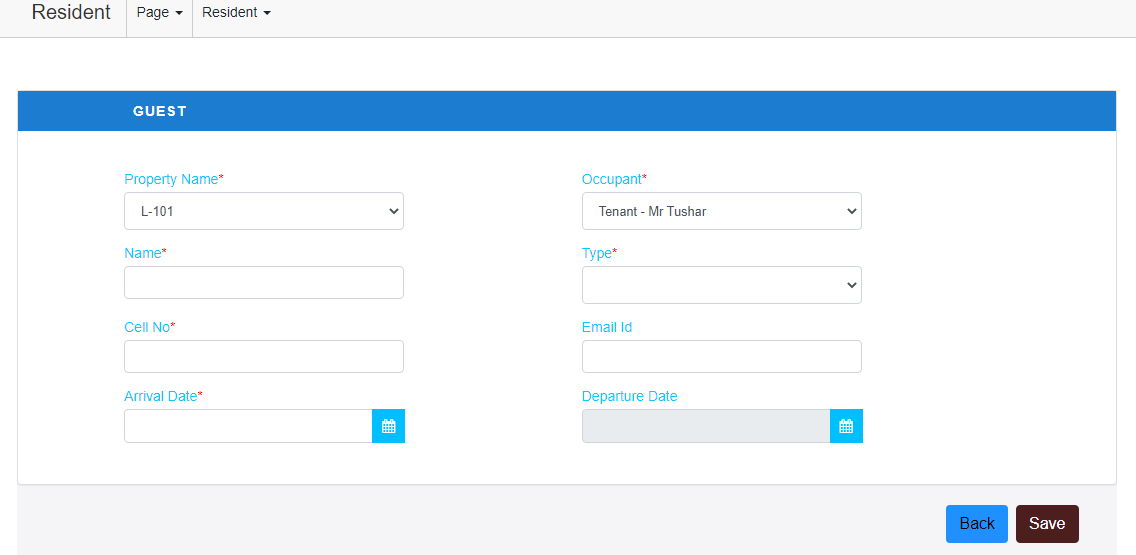 Resident Page Resident
GUEST
Property Name* Occupant*
L-101 Tenant - Mr Tushar
Name* Type*
Cell No* Email Id
Arrival Date* Departure Date
Back Save